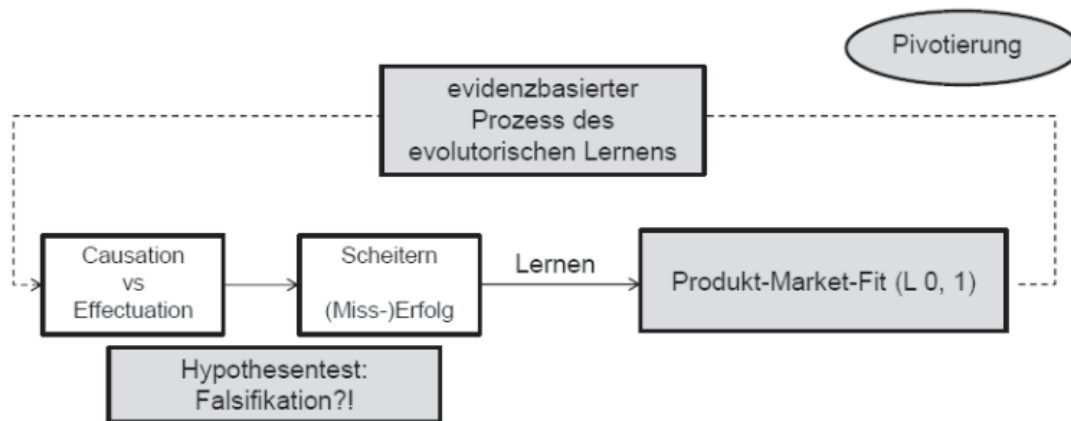 Pivotierung
evidenzbasierter
Prozess des
evolutorischen Lernens
Causation
vs
Effectuation
Scheitern
(Miss-)Erfolg
Lernen
Produkt-Market-Fit (L 0, 1)
Hypothesentest:
Falsifikation?!